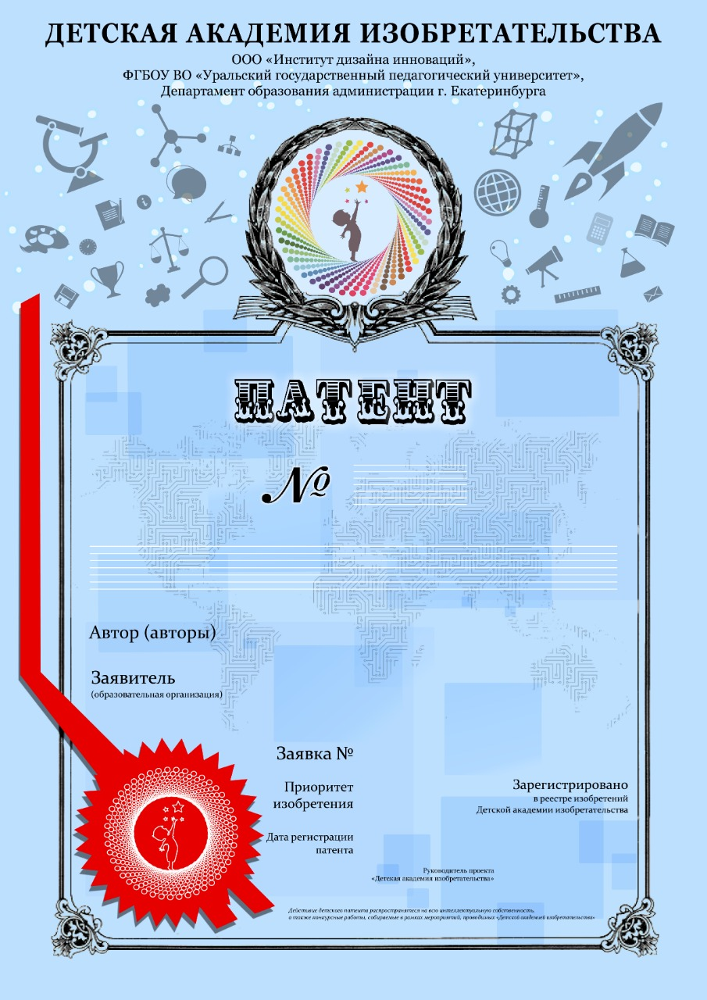 ДЕТСКАЯ АКАДЕМИЯ ИЗОБРЕТАТЕЛЬСТВА
ООО «Институт дизайна инноваций»,
ФГБОУ ВО «Уральский государственный педагогический университет»,
Департамент образования администрации г. Екатеринбурга
ПАТЕНТ
№
Автор (авторы)
Заявитель
(образовательная организация)
Заявка №
Приоритет
изобретения
Зарегистрировано
в реестре изобретений
Детской академии изобретательства
Дата регистрации
патента
Руководитель проекта
«Детская академия изобретательства»
Действие детского патента распространяется на всю интеллектуальную собственность,
а также конкурсные работы, собираемые в рамках мероприятий, проводимых «Детской академией изобретательства»